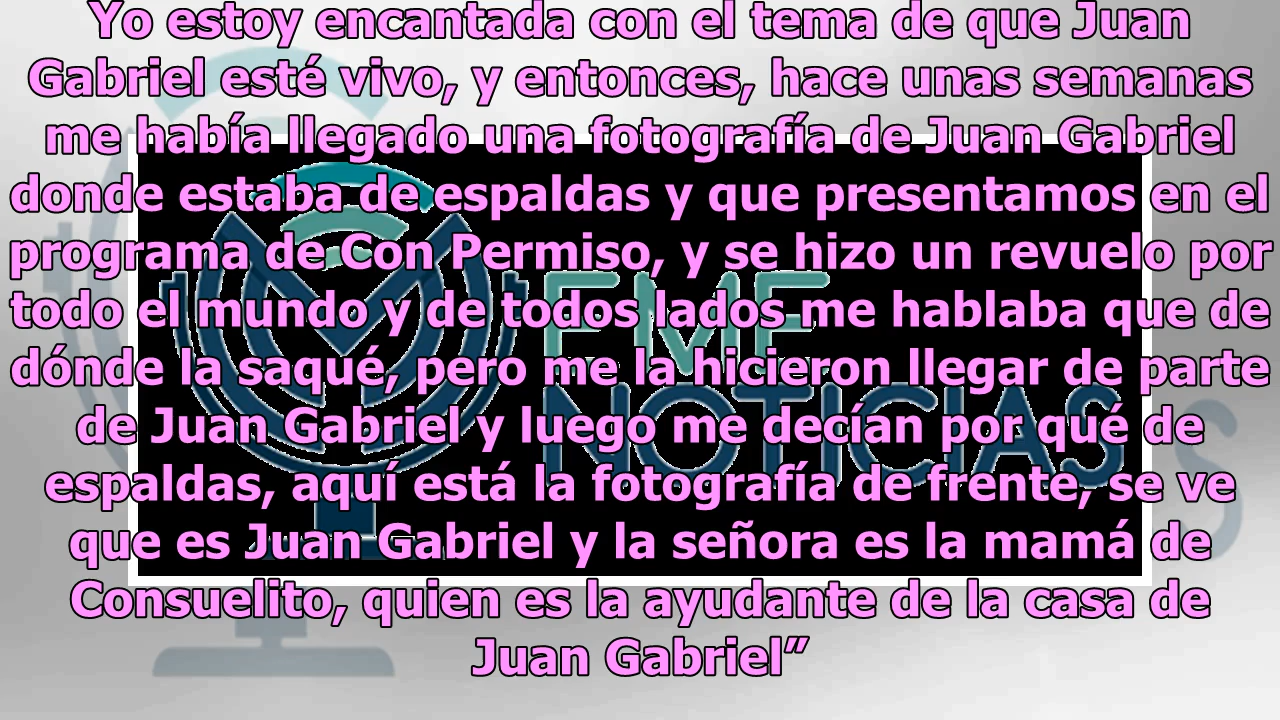 Yo estoy encantada con el tema de que Juan
Gabriel esté vivo, y entonces, hace unas semanas
me había llegado una fotografía de Juan Gabriel
donde estaba de espaldas y que presentamos en el
programa de Con Permiso, y se hizo un revuelo por
todo el mundo y de todos lados me hablaba que de
dónde la saqué, pero me la hicieron llegar de parte
de Juan Gabriel y luego me decían por qué de
espaldas, aquí está la fotografía de frente, se ve
que es Juan Gabriel y la señora es la mamá de
Consuelito, quien es la ayudante de la casa de
Juan Gabriel”
FMF
NOTICIAS